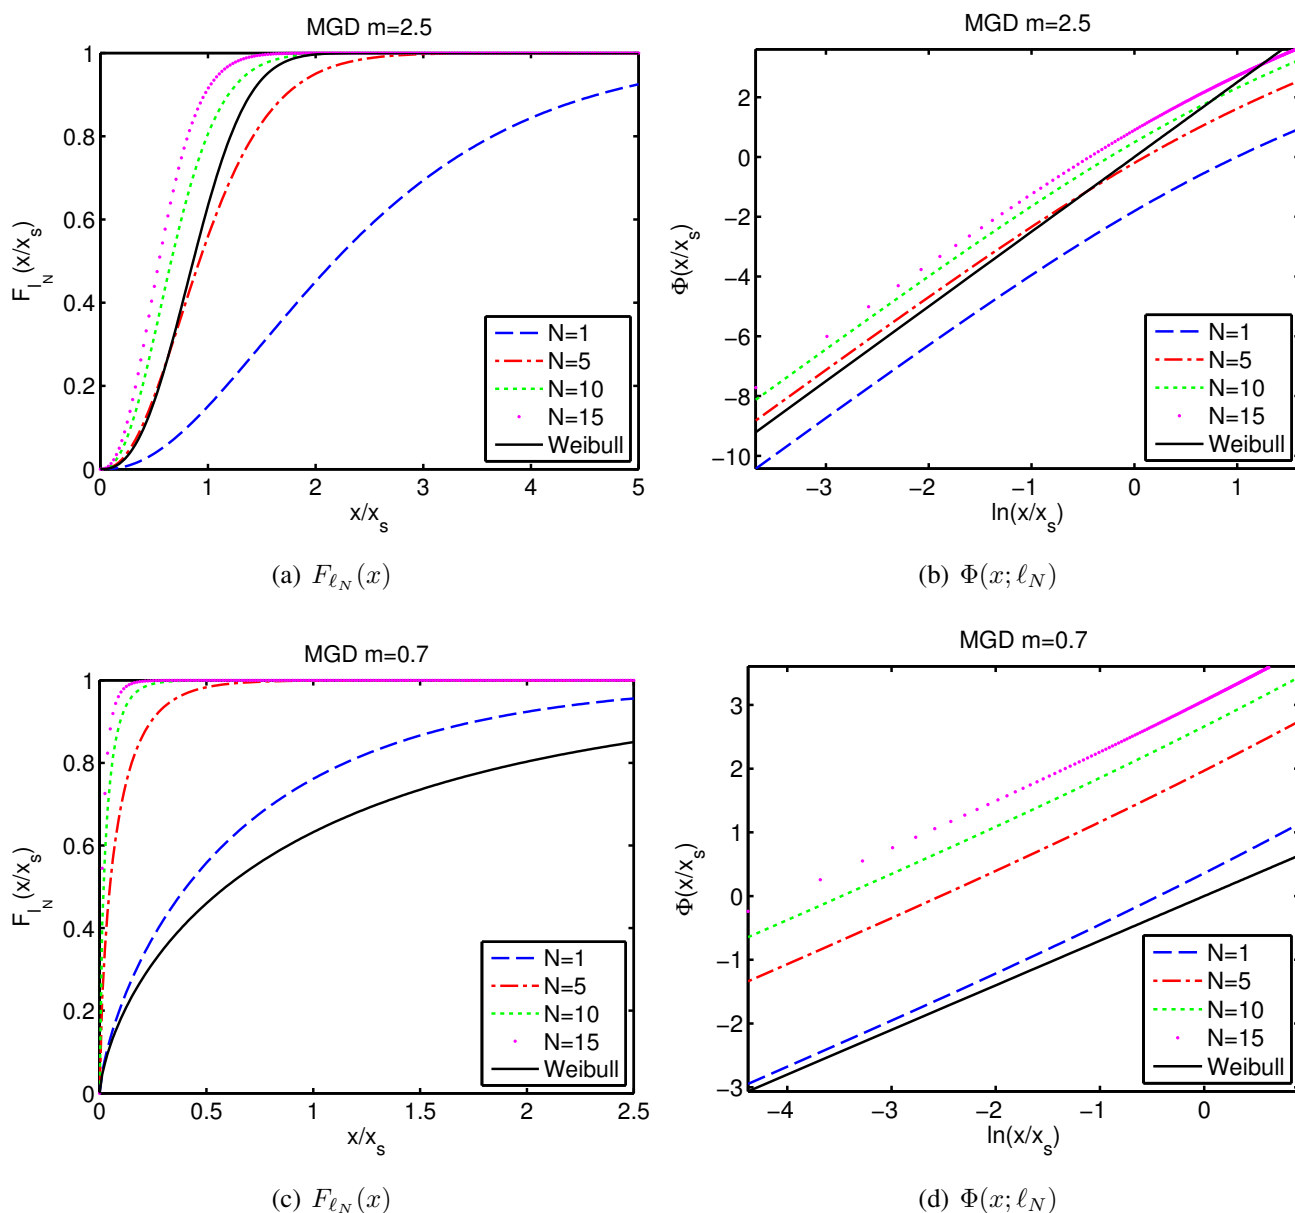 MGD m=2.5
F_{l_N}(x/x_s)
1
0.8
0.6
0.4
0.2
0
0 1 2 3 4 5
x/x_s
N=1
N=5
N=10
N=15
Weibull
(a) F_{ℓ_N}(x)
MGD m=2.5
Φ(x/x_s)
2
0
−2
−4
−6
−8
−10
−3 −2 −1 0 1
ln(x/x_s)
N=1
N=5
N=10
N=15
Weibull
(b) Φ(x; ℓ_N)
MGD m=0.7
F_{l_N}(x/x_s)
1
0.8
0.6
0.4
0.2
0
0 0.5 1 1.5 2 2.5
x/x_s
N=1
N=5
N=10
N=15
Weibull
(c) F_{ℓ_N}(x)
MGD m=0.7
Φ(x/x_s)
3
2
1
0
−1
−2
−3
−4 −3 −2 −1 0
ln(x/x_s)
N=1
N=5
N=10
N=15
Weibull
(d) Φ(x; ℓ_N)